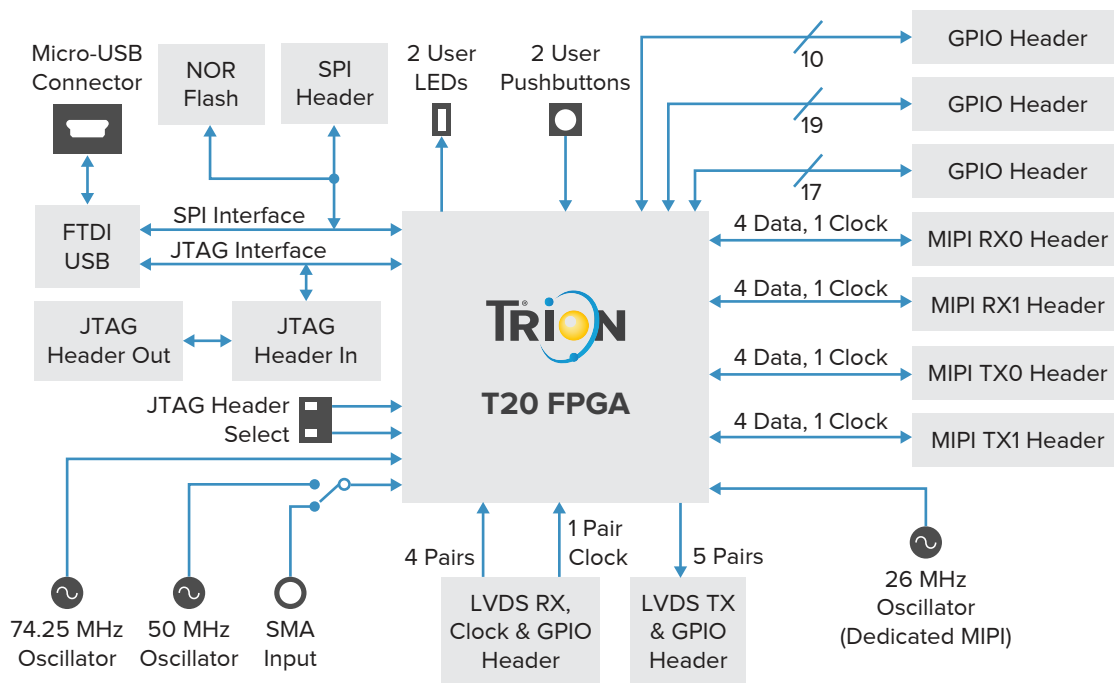 Micro-USB
Connector
NOR
Flash
SPI
Header
2 User
LEDs
2 User
Pushbuttons
10
GPIO Header
19
GPIO Header
17
GPIO Header
FTDI
USB
SPI Interface
JTAG Interface
4 Data, 1 Clock
MIPI RX0 Header
4 Data, 1 Clock
MIPI RX1 Header
JTAG
Header Out
JTAG
Header In
TRION®
T20 FPGA
4 Data, 1 Clock
MIPI TX0 Header
4 Data, 1 Clock
MIPI TX1 Header
JTAG Header
Select
4 Pairs
1 Pair
Clock
5 Pairs
74.25 MHz
Oscillator
50 MHz
Oscillator
SMA
Input
LVDS RX,
Clock & GPIO
Header
LVDS TX
& GPIO
Header
26 MHz
Oscillator
(Dedicated MIPI)